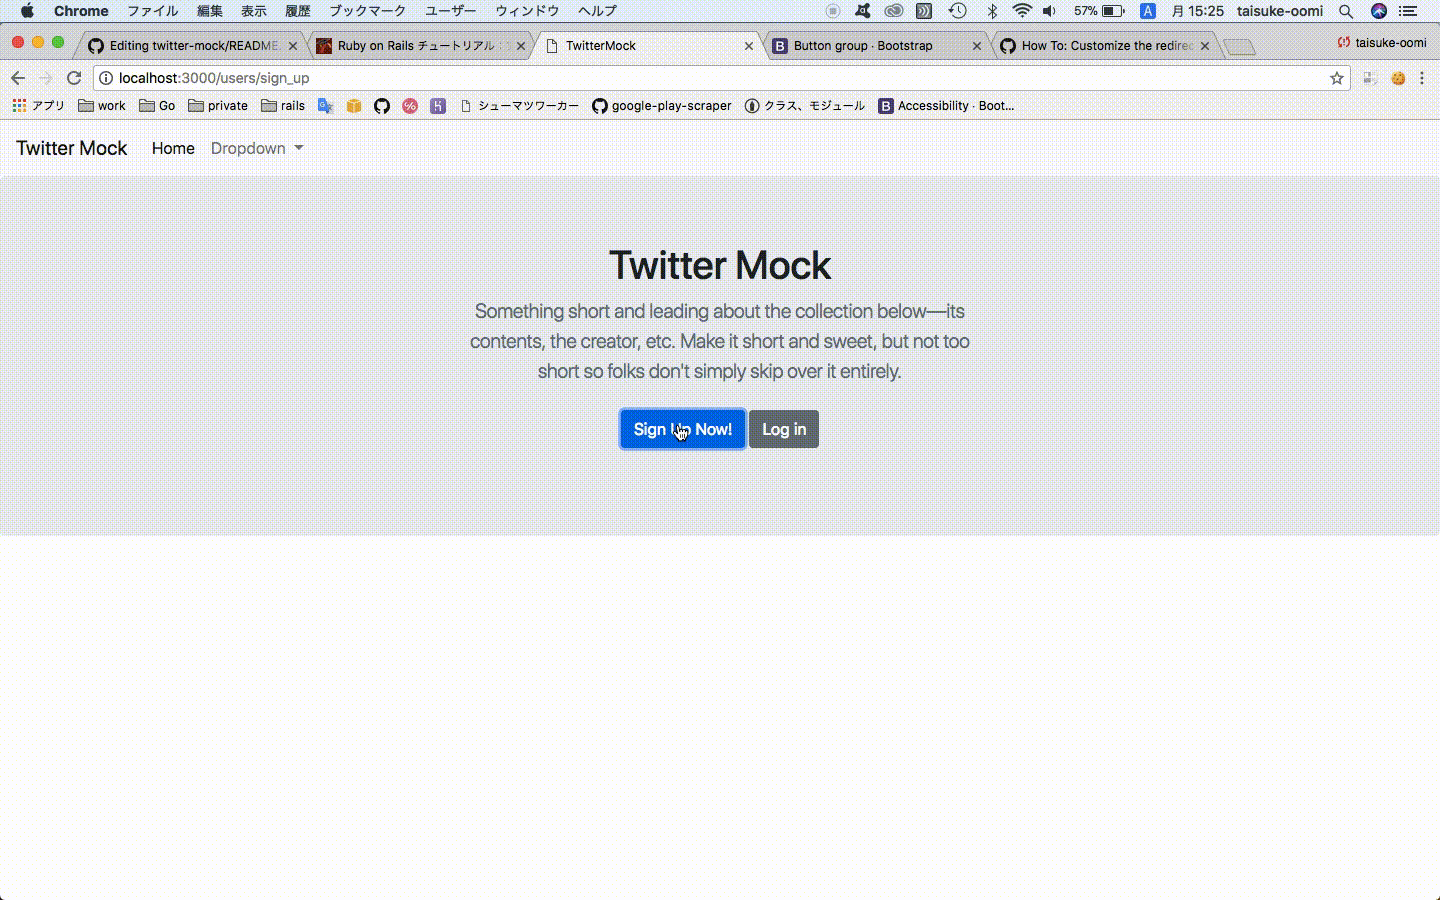 Chrome ファイル 編集 表示 履歴 ブックマーク ユーザー ウィンドウ ヘルプ 57% A 月 15:25 taisuke-oomi
Editing twitter-mock/README. Ruby on Rails チュートリアル : TwitterMock Button group · Bootstrap How To: Customize the redirec taisuke-oomi
localhost:3000/users/sign_up
アプリ work Go private rails シューマツワーカー google-play-scraper クラス、モジュール Accessibility · Boot...
Twitter Mock Home Dropdown
Twitter Mock
Something short and leading about the collection below—its
contents, the creator, etc. Make it short and sweet, but not too
short so folks don't simply skip over it entirely.
Sign Up Now! Log in